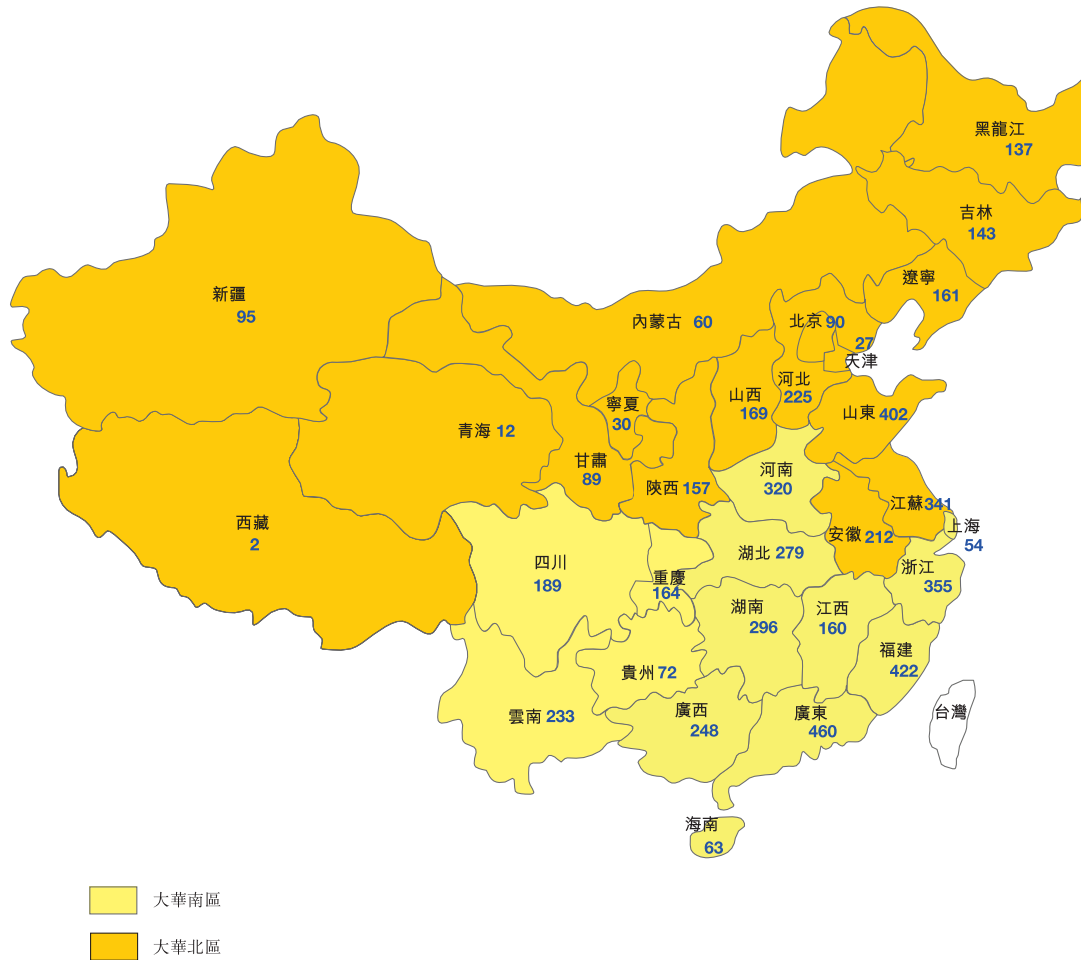 黑龍江
137
吉林
143
遼寧
161
新疆
95
內蒙古 60
北京 90
27
天津
河北
225
山西
169
山東 402
寧夏
30
青海 12
甘肅
89
陝西 157
河南
320
江蘇 341
西藏
2
安徽 212
上海
54
四川
189
湖北 279
浙江
355
重慶
164
湖南
296
江西
160
福建
422
貴州 72
雲南 233
廣西
248
廣東
460
台灣
海南
63
大華南區
大華北區